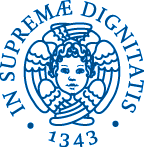 IN SUPREMÆ DIGNITATIS
• 1343 •